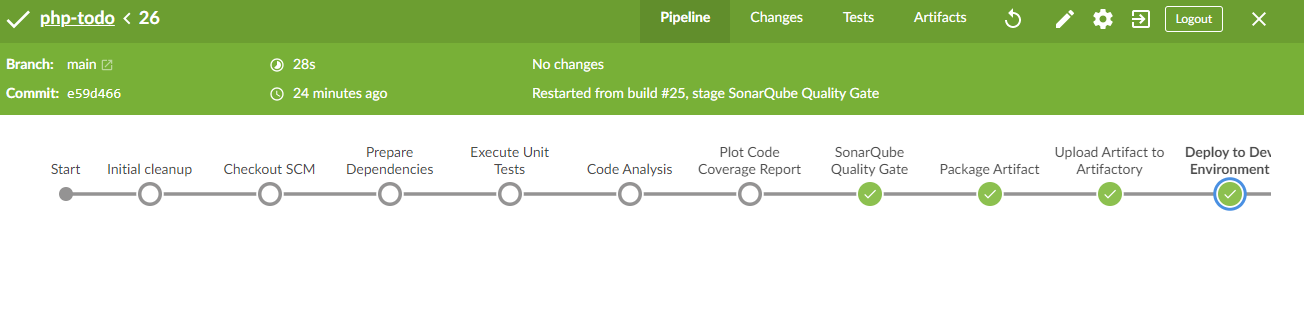 php-todo < 26
Pipeline Changes Tests Artifacts Logout
Branch: main 28s No changes
Commit: e59d466 24 minutes ago Restarted from build #25, stage SonarQube Quality Gate
Start
Initial cleanup
Checkout SCM
Prepare
Dependencies
Execute Unit
Tests
Code Analysis
Plot Code
Coverage Report
SonarQube
Quality Gate
Package Artifact
Upload Artifact to
Artifactory
Deploy to Dev
Environment